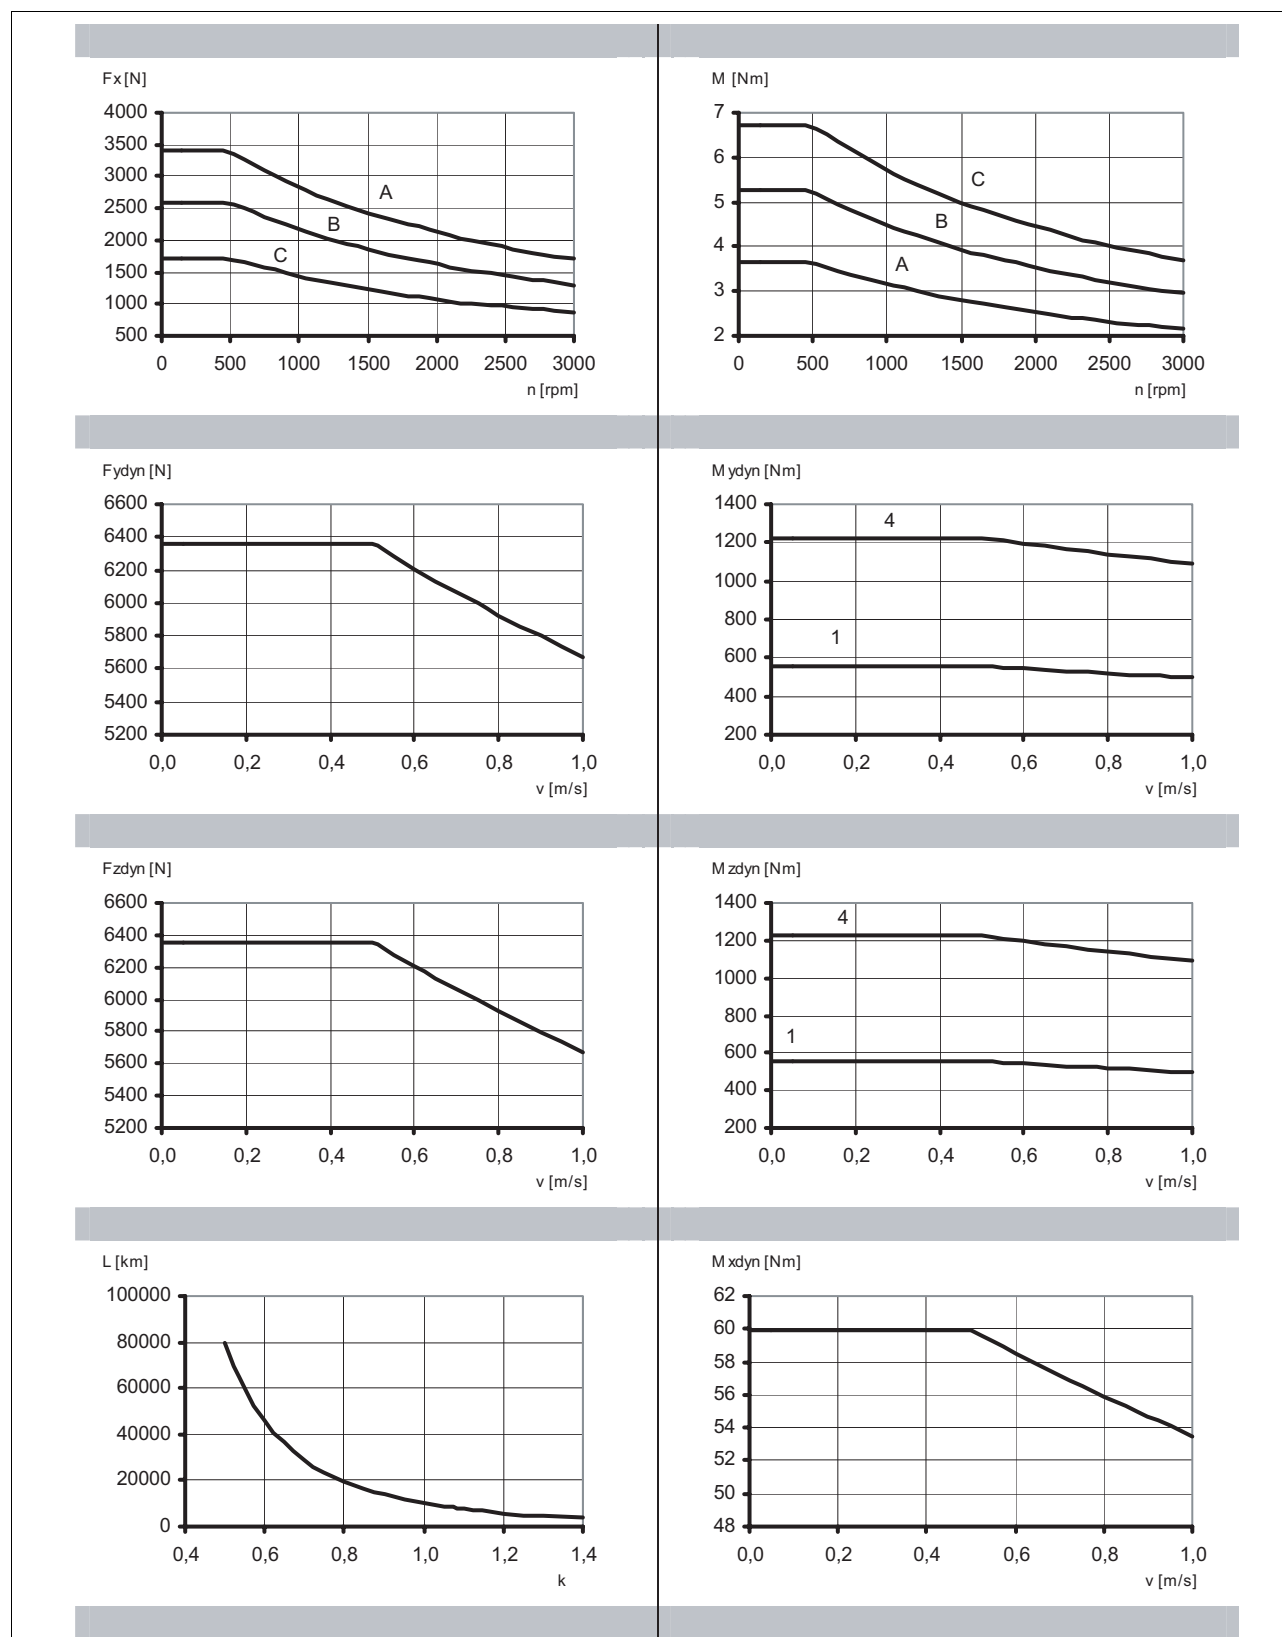 Fx [N]
4000
3500
3000
2500
2000
1500
1000
500
A
B
C
0 500 1000 1500 2000 2500 3000
n [rpm]
M [Nm]
7
6
5
4
3
2
C
B
A
0 500 1000 1500 2000 2500 3000
n [rpm]
Fydyn [N]
6600
6400
6200
6000
5800
5600
5400
5200
0,0 0,2 0,4 0,6 0,8 1,0
v [m/s]
Mydyn [Nm]
1400
1200
1000
800
600
400
200
4
1
0,0 0,2 0,4 0,6 0,8 1,0
v [m/s]
Fzdyn [N]
6600
6400
6200
6000
5800
5600
5400
5200
0,0 0,2 0,4 0,6 0,8 1,0
v [m/s]
Mzdyn [Nm]
1400
1200
1000
800
600
400
200
4
1
0,0 0,2 0,4 0,6 0,8 1,0
v [m/s]
L [km]
100000
80000
60000
40000
20000
0
0,4 0,6 0,8 1,0 1,2 1,4
k
Mxdyn [Nm]
62
60
58
56
54
52
50
48
0,0 0,2 0,4 0,6 0,8 1,0
v [m/s]